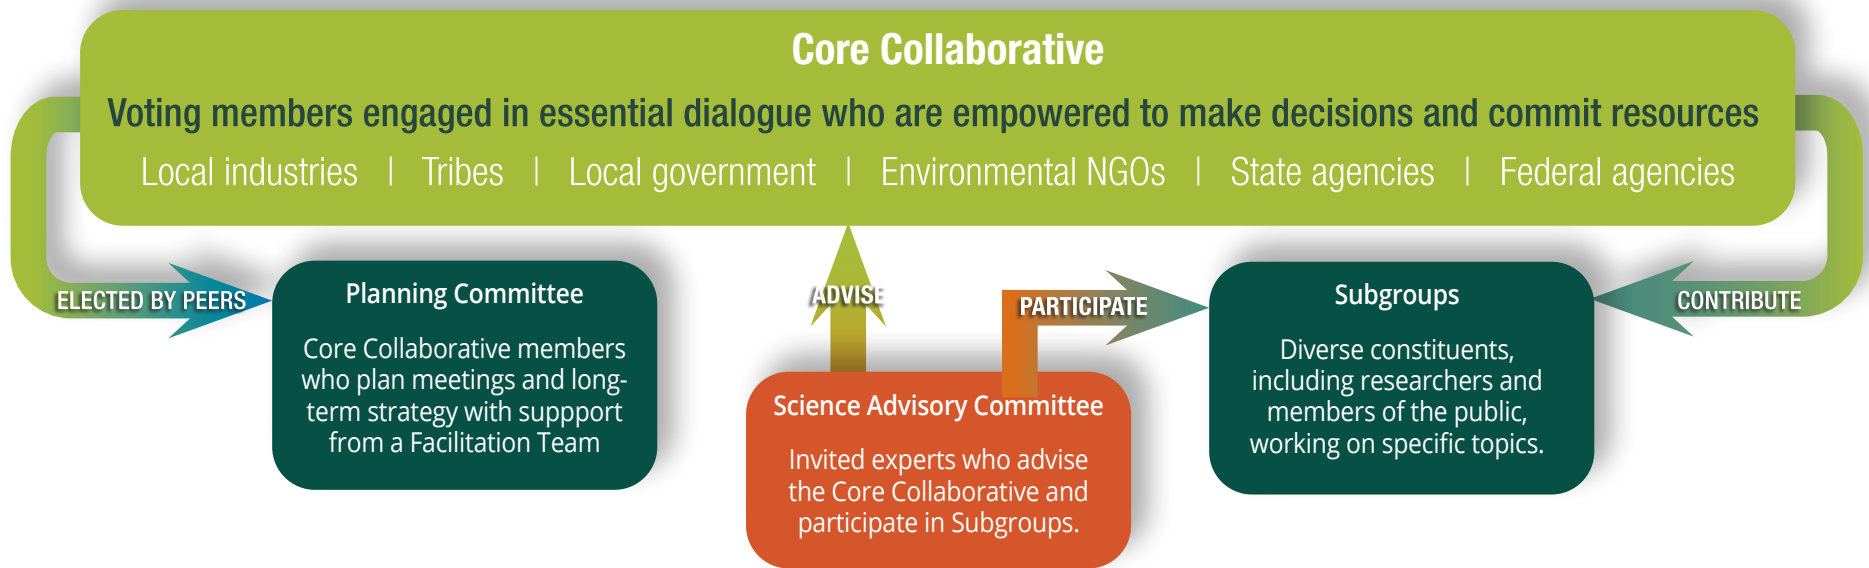 Core Collaborative
Voting members engaged in essential dialogue who are empowered to make decisions and commit resources
Local industries | Tribes | Local government | Environmental NGOs | State agencies | Federal agencies
ELECTED BY PEERS
Planning Committee
Core Collaborative members
who plan meetings and long-
term strategy with suppport
from a Facilitation Team
ADVISE
Science Advisory Committee
Invited experts who advise
the Core Collaborative and
participate in Subgroups.
PARTICIPATE
Subgroups
Diverse constituents,
including researchers and
members of the public,
working on specific topics.
CONTRIBUTE